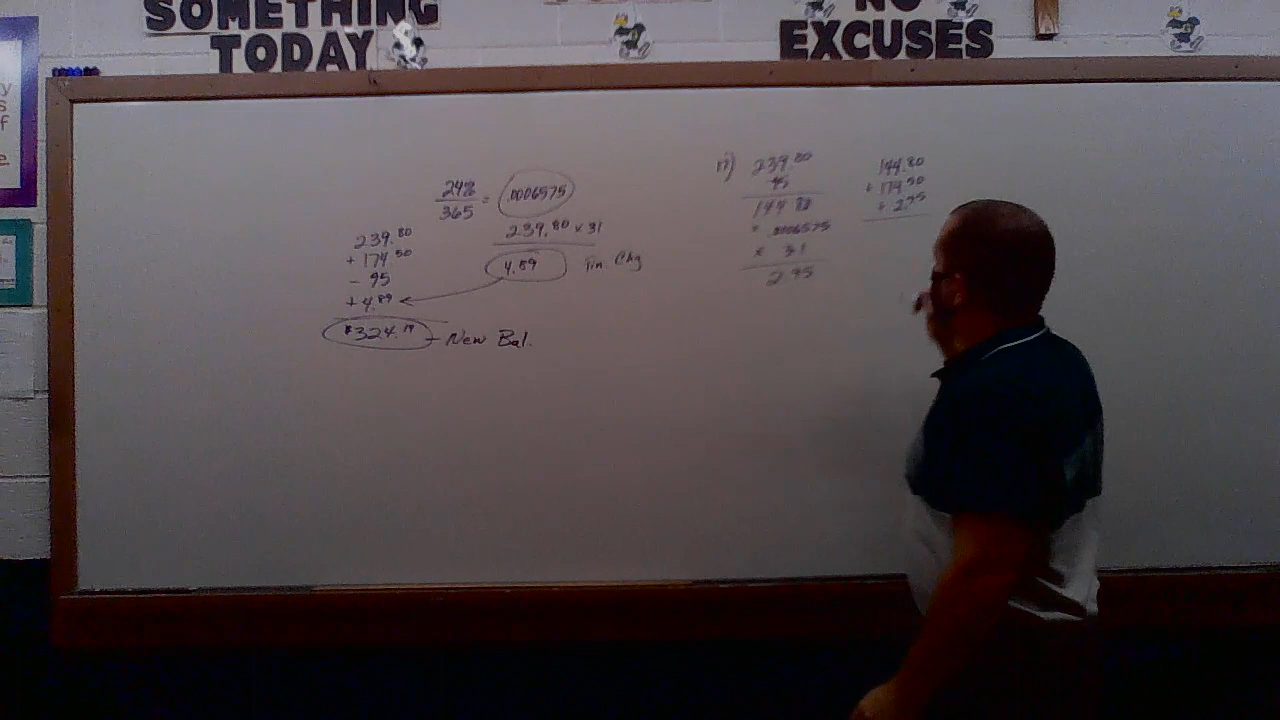 SOMETHING
TODAY
NO
EXCUSES
y
s
f
e.
24%
365
= .0006575
239.80 x 31
4.89 Fin Chg
239.80
+ 174.50
- 95
+ 4.89
$324.19 - New Bal.
239.80
95
144.80
x .0006575
x 31
2.95
144.80
+ 174.50
+ 2.95